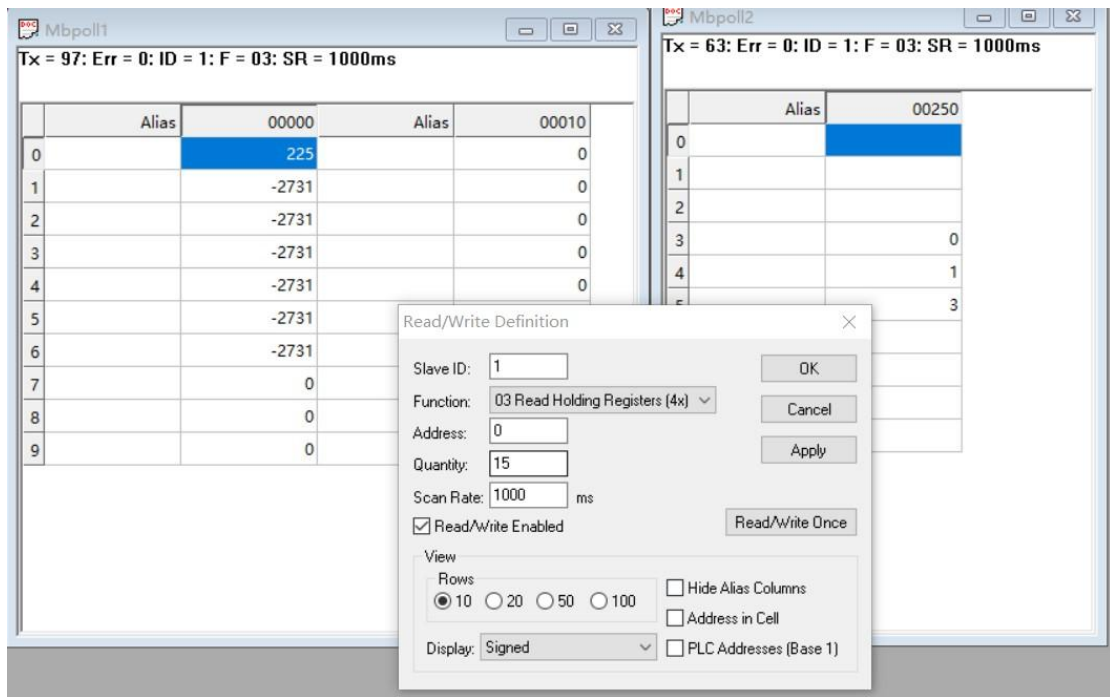 Mbpoll1
Tx = 97: Err = 0: ID = 1: F = 03: SR = 1000ms
Alias 00000 Alias 00010
0 225 0
1 -2731 0
2 -2731 0
3 -2731 0
4 -2731 0
5 -2731
6 -2731
7 0
8 0
9 0
Mbpoll2
Tx = 63: Err = 0: ID = 1: F = 03: SR = 1000ms
Alias 00250
0
1
2
3 0
4 1
3
Read/Write Definition
Slave ID: 1
OK
Function: 03 Read Holding Registers (4x)
Cancel
Address: 0
Quantity: 15
Apply
Scan Rate: 1000 ms
Read/Write Enabled
Read/Write Once
View
Rows
10 20 50 100
Hide Alias Columns
Address in Cell
Display: Signed
PLC Addresses (Base 1)